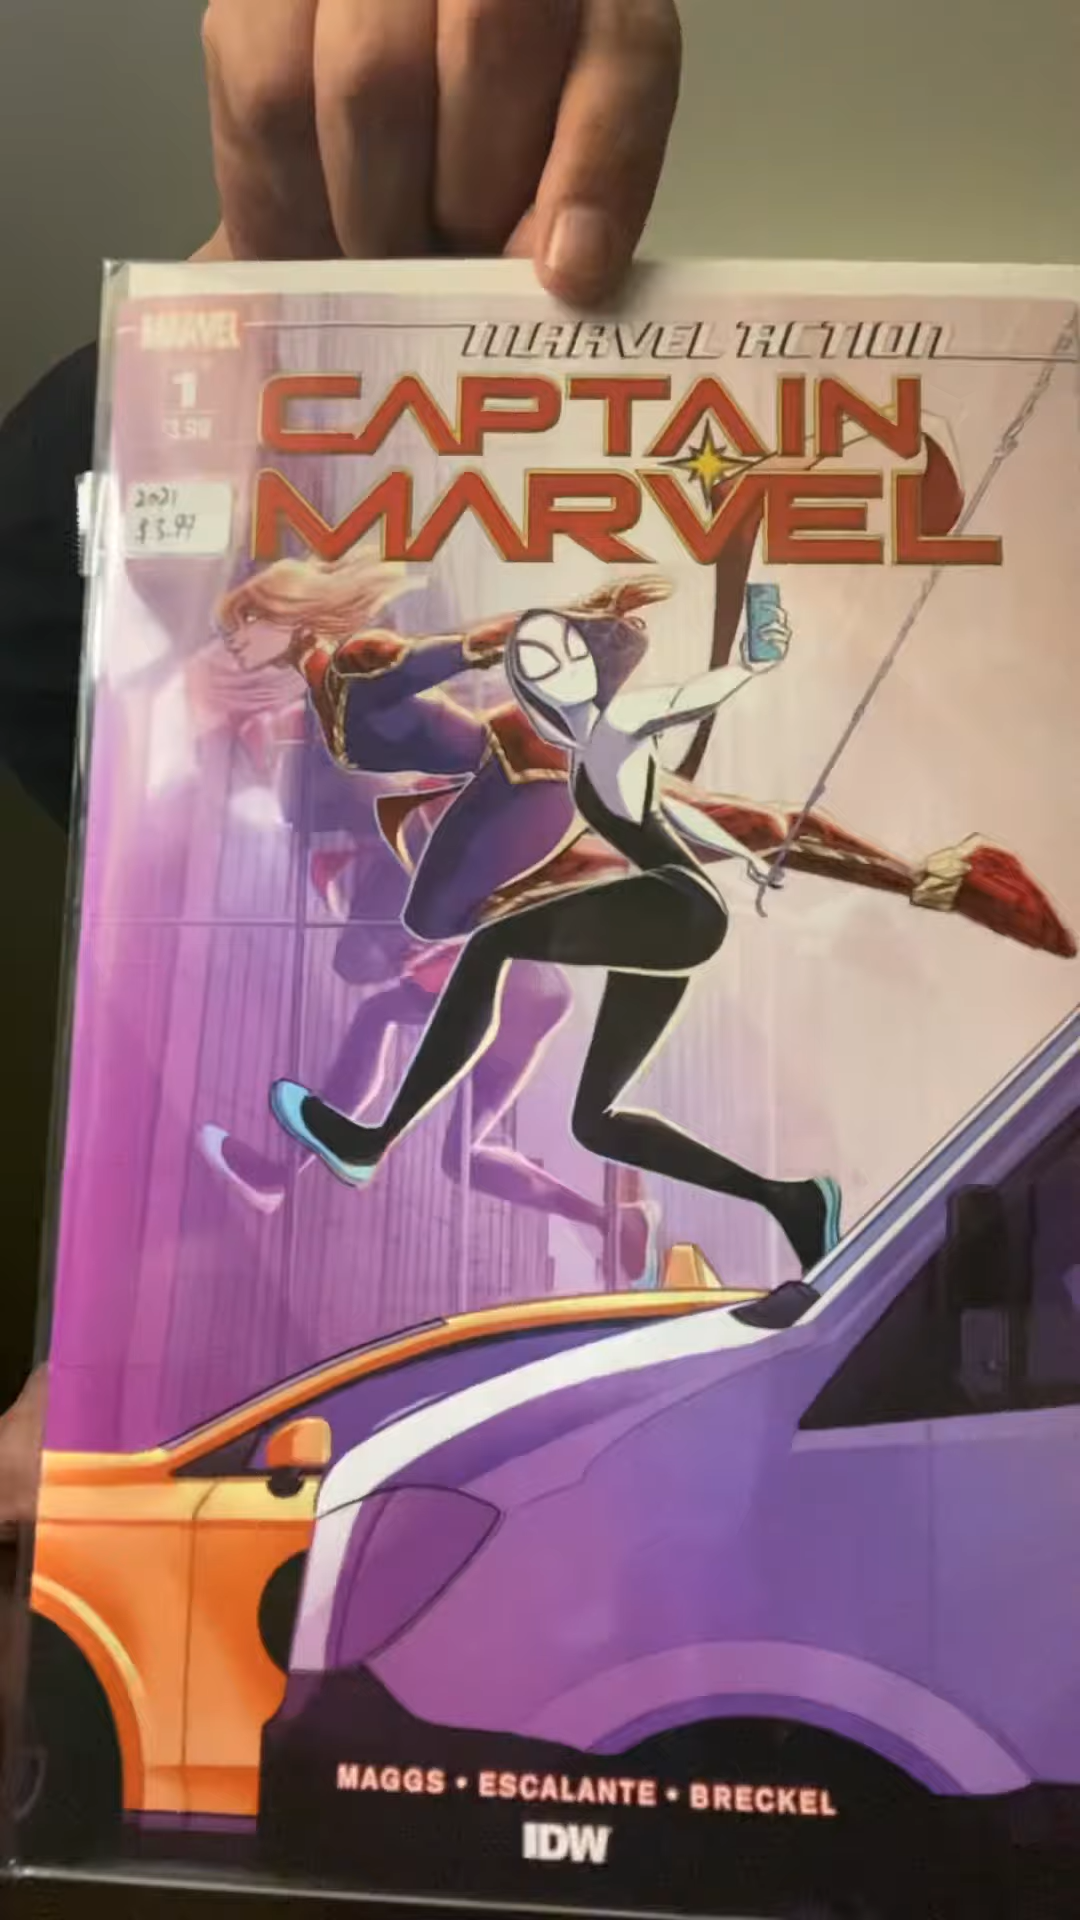 MARVEL
MARVEL ACTION
1
$3.99
CAPTAIN
MARVEL
2021
$3.99
MAGGS • ESCALANTE • BRECKEL
IDW